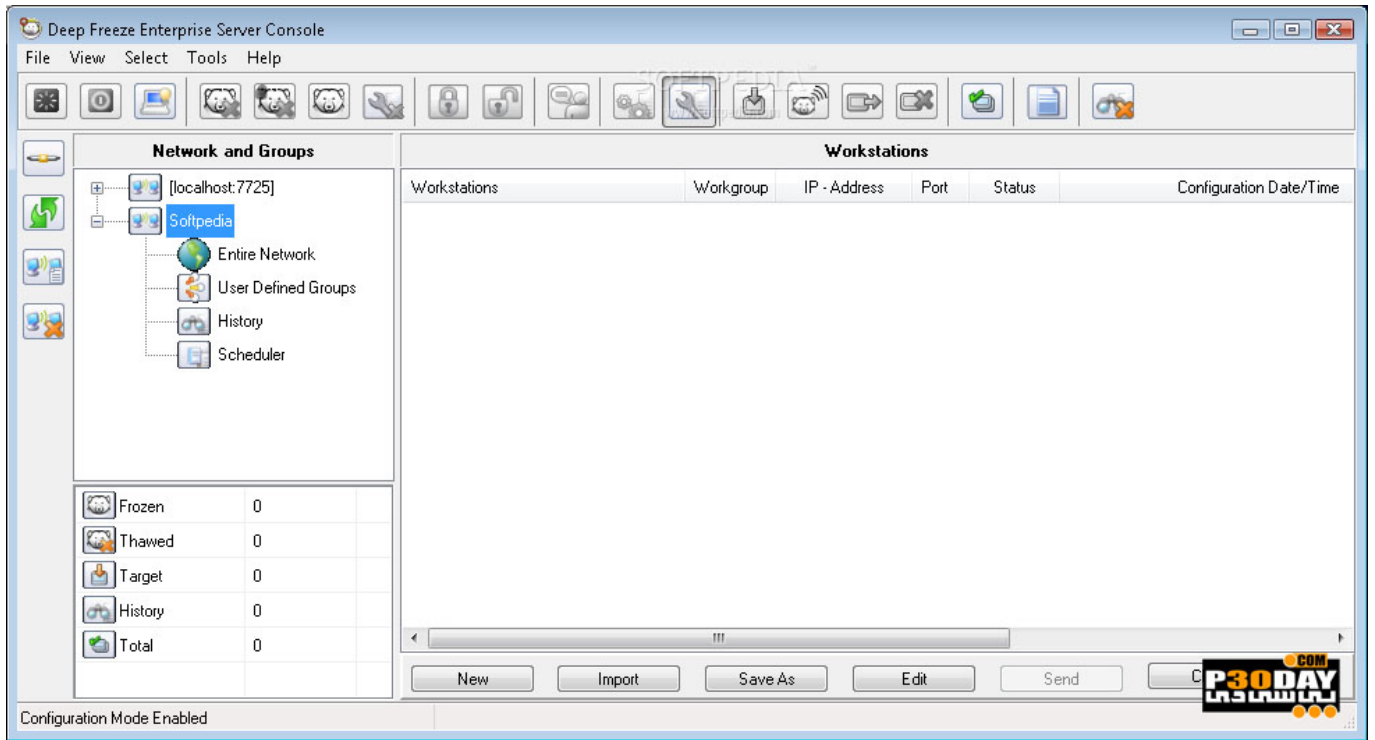 Deep Freeze Enterprise Server Console
File View Select Tools Help
SOFTPEDIA
Network and Groups
Workstations
[localhost:7725]
Softpedia
Entire Network
User Defined Groups
History
Scheduler
Workstations Workgroup IP - Address Port Status Configuration Date/Time
Frozen 0
Thawed 0
Target 0
History 0
Total 0
New Import Save As Edit Send
.COM
P30DAY
Configuration Mode Enabled